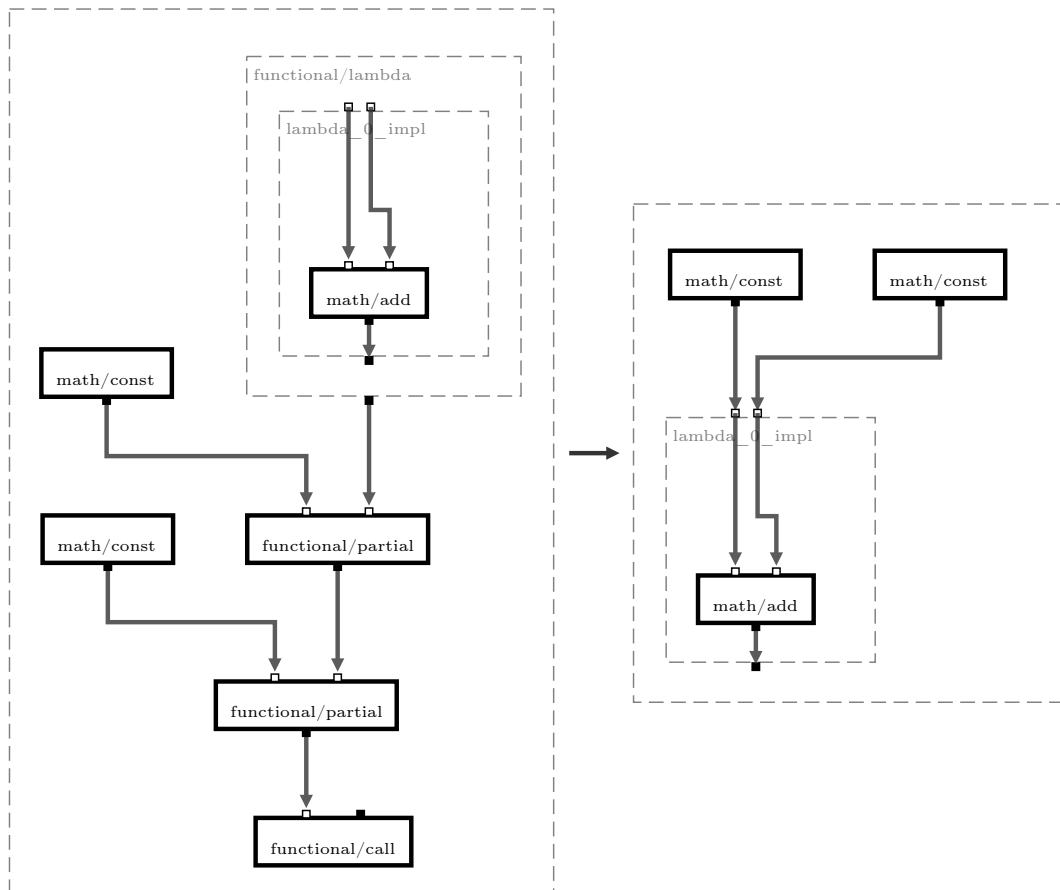 functional/lambda
lambda_0_impl
math/add
math/const
math/const
functional/partial
functional/partial
functional/call
math/const
math/const
lambda_0_impl
math/add